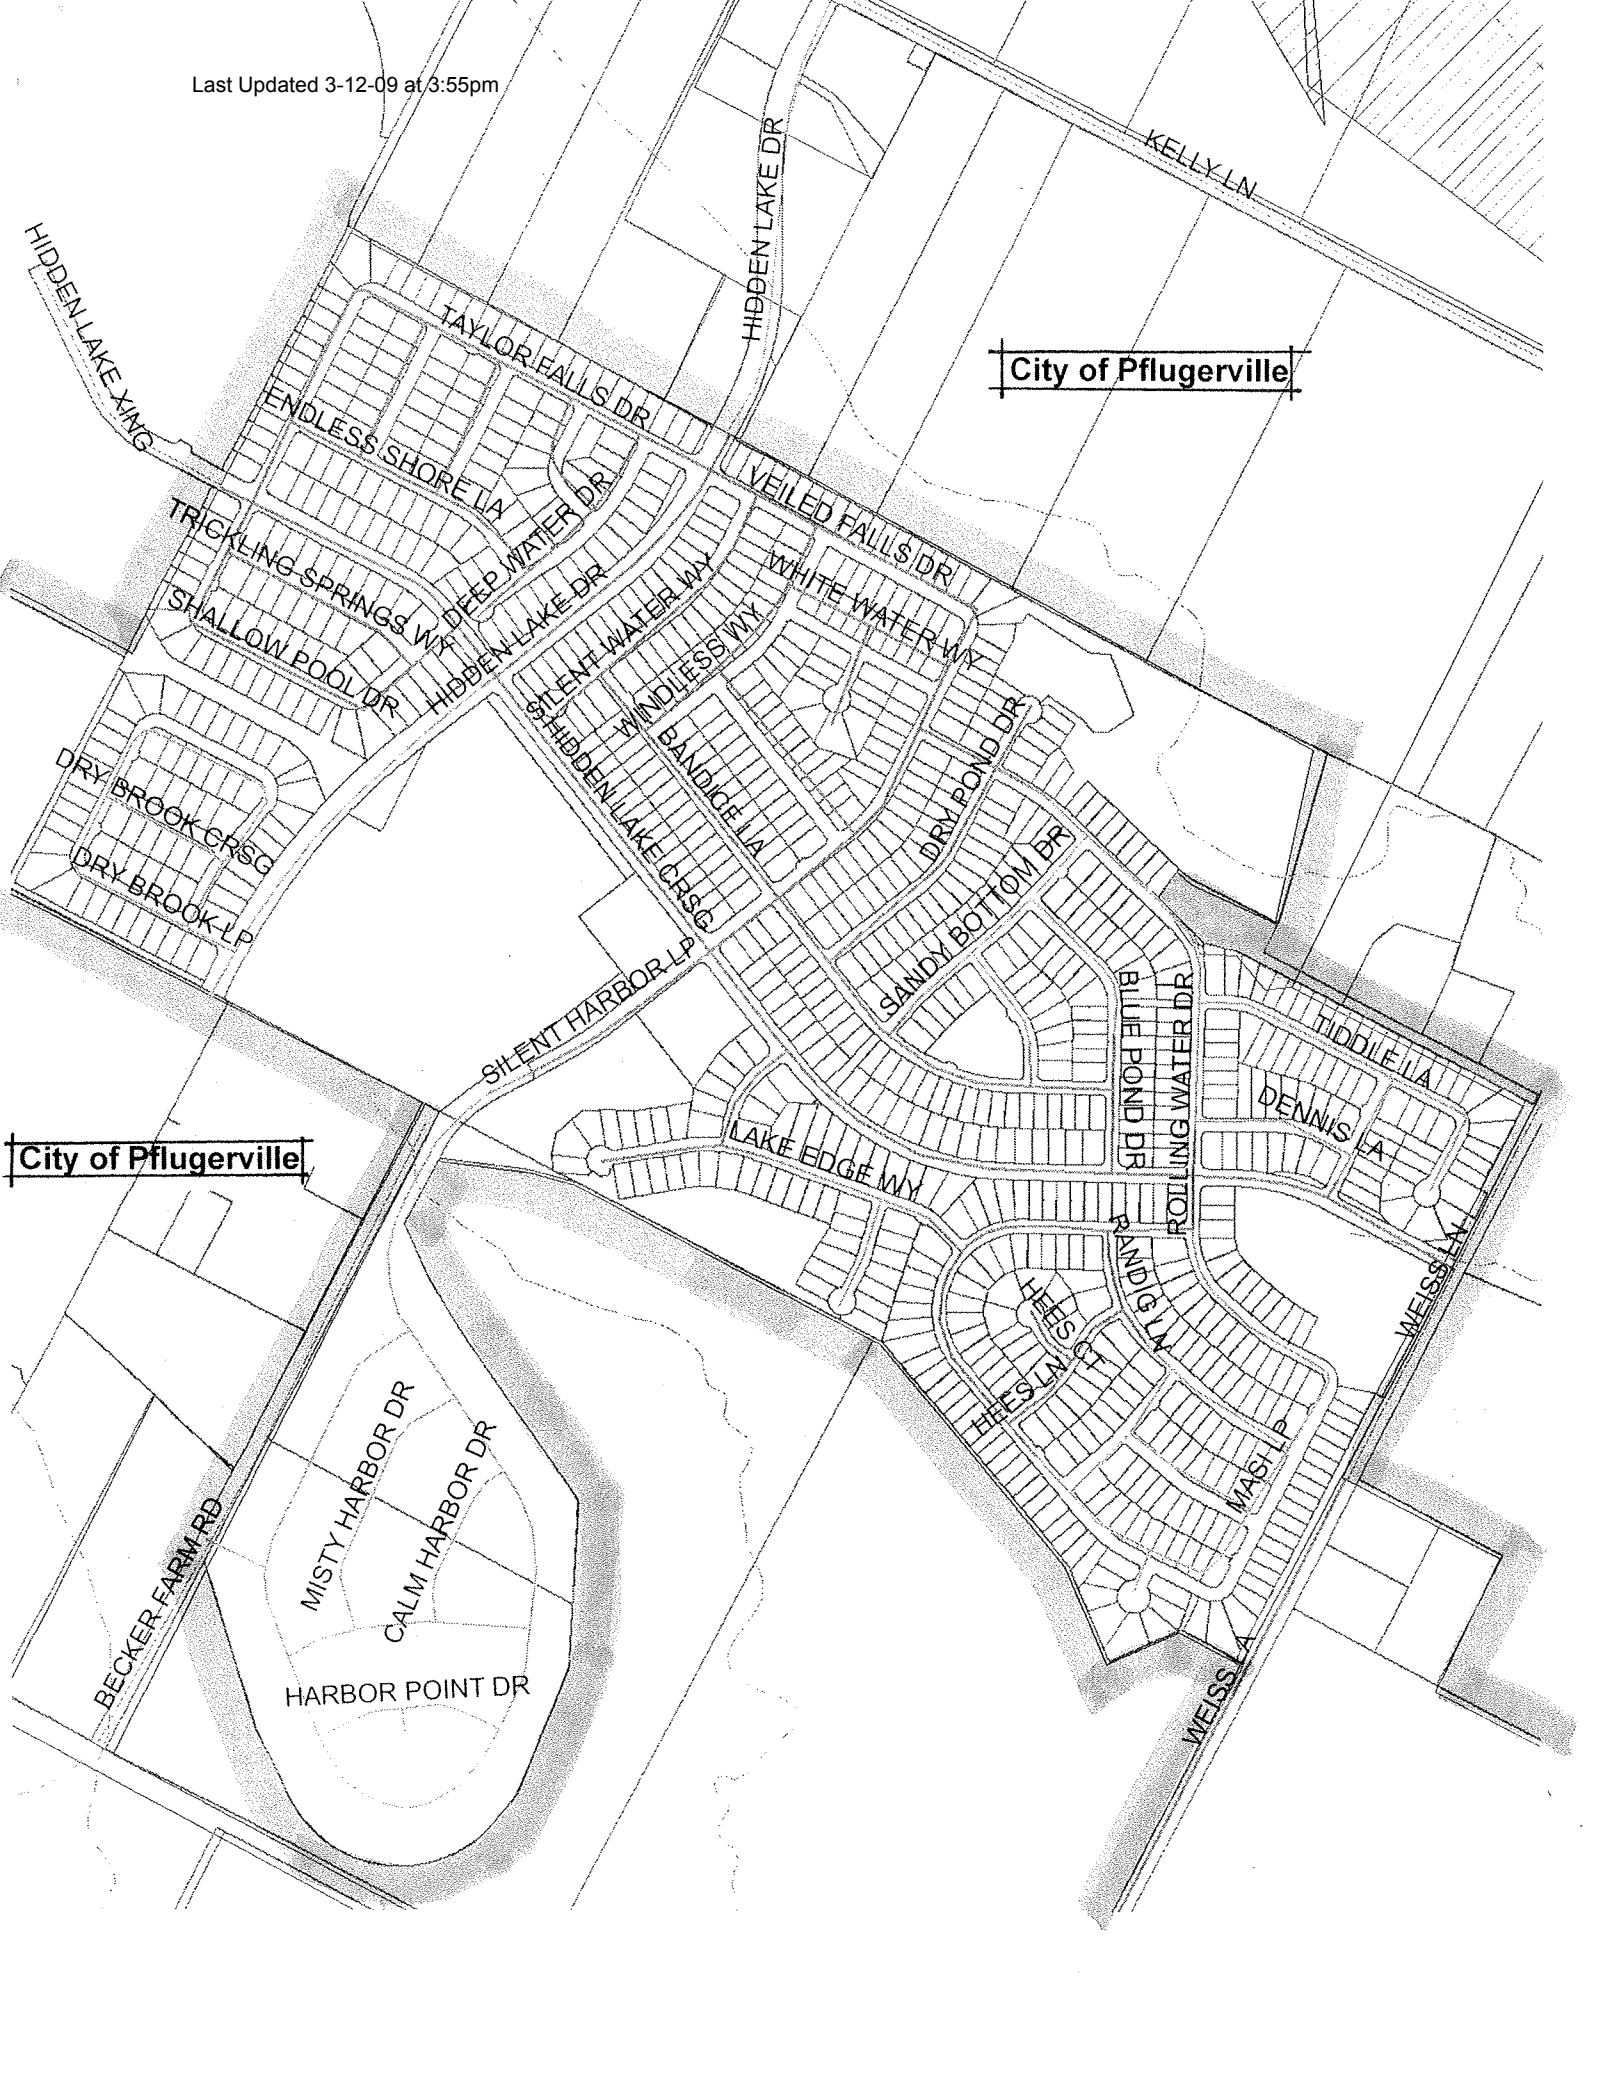 Last Updated 3-12-09 at 3:55pm
KELLY LN
HIDDEN LAKE DR
HIDDEN LAKE XING
City of Pflugerville
TAYLOR FALLS DR
ENDLESS SHORE LA
VEILED FALLS DR
TRICKLING SPRINGS WY
DEEP WATER DR
WHITE WATER WY
SHALLOW POOL DR
HIDDEN LAKE DR
SILENT WATER WY
WINDLESS WY
S HIDDEN LAKE CRSG
BANDICE LA
DRY POND DR
DRY BROOK CRSG
DRY BROOK LP
SANDY BOTTOM DR
SILENT HARBOR LP
BLUE POND DR
ROLLING WATER DR
TIDDLE LA
DENNIS LA
City of Pflugerville
LAKE EDGE WY
RANDIG LN
WEISS LN
HEES CT
HEES LN
MASI LP
MISTY HARBOR DR
CALM HARBOR DR
BECKER FARM RD
HARBOR POINT DR
WEISS LA